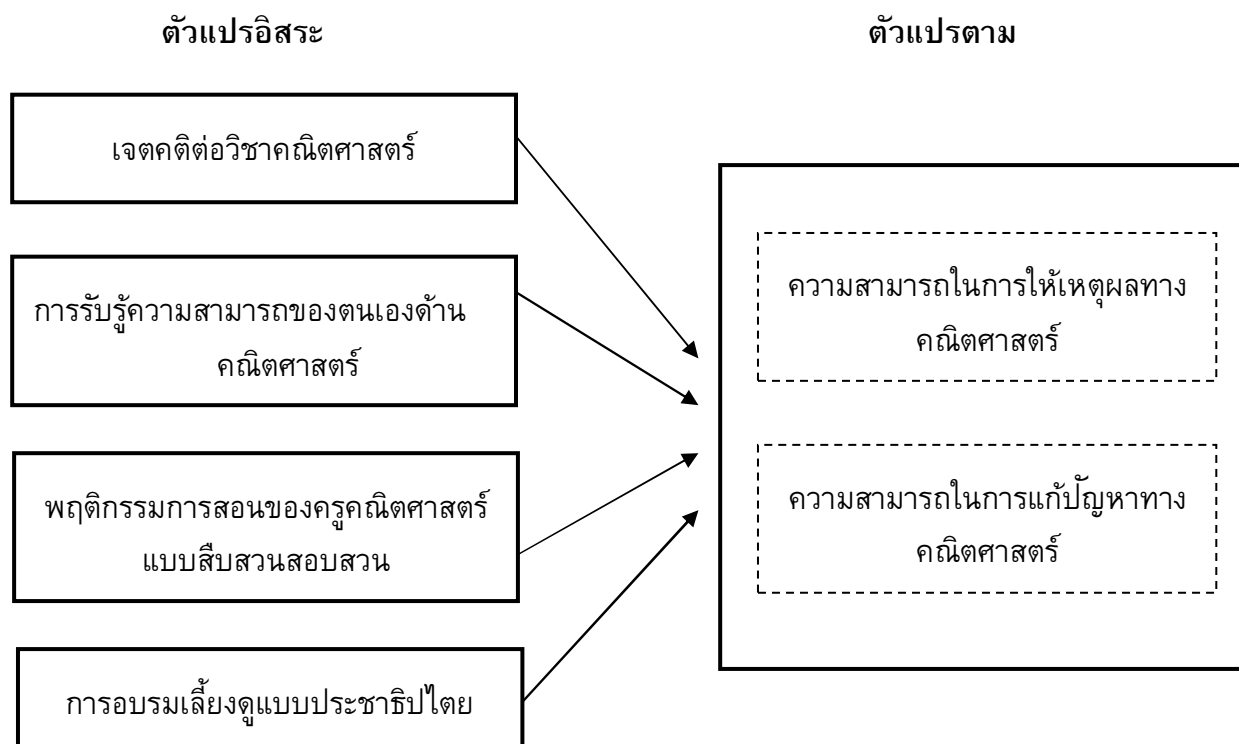 ตัวแปรอิสระ
ตัวแปรตาม
เจตคติต่อวิชาคณิตศาสตร์
การรับรู้ความสามารถของตนเองด้าน
คณิตศาสตร์
พฤติกรรมการสอนของครูคณิตศาสตร์
แบบสืบสวนสอบสวน
การอบรมเลี้ยงดูแบบประชาธิปไตย
ความสามารถในการให้เหตุผลทาง
คณิตศาสตร์
ความสามารถในการแก้ปัญหาทาง
คณิตศาสตร์